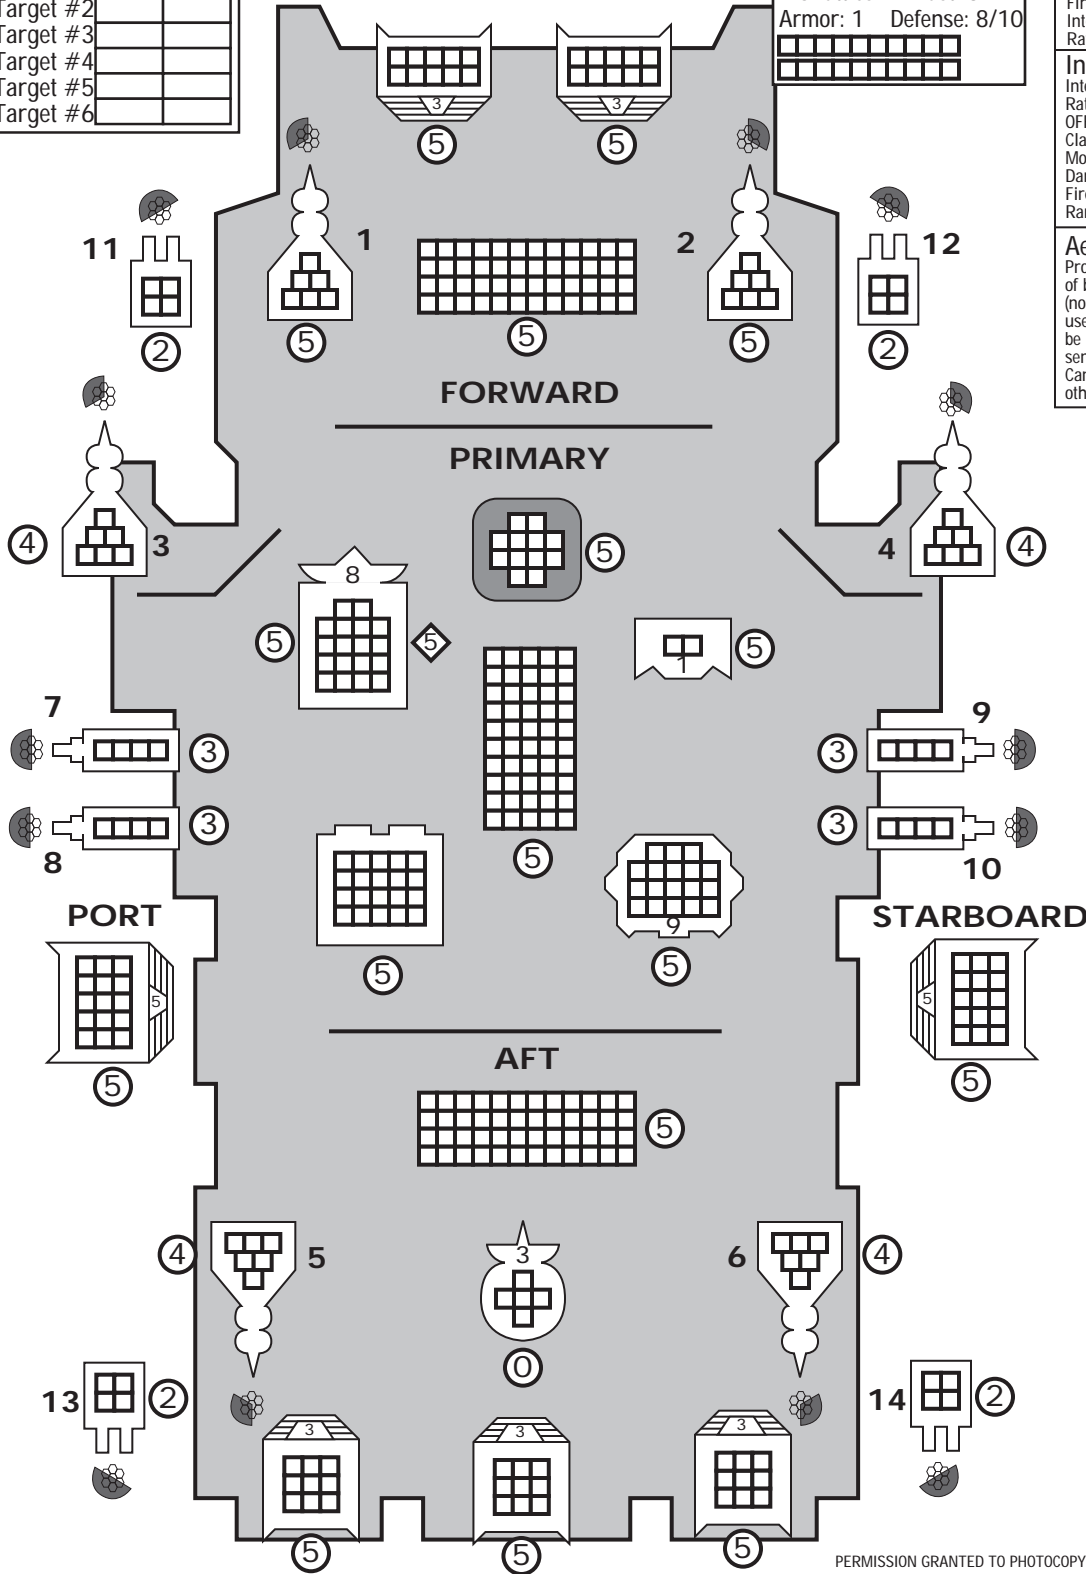 Target #2
Target #3
Target #4
Target #5
Target #6
Armor: 1 Defense: 8/10
3 3
5 5
1 2
11 12
5 5 5
2 2
FORWARD
PRIMARY
4 3 5 4 4
8
5 5 1 5
7 9
3 3
3 3
8 5 10
PORT STARBOARD
9
5 5
5 5
5 5
AFT
5
4 5 3 6 4
0
13 2 14 2
3 3 3
5 5 5
PERMISSION GRANTED TO PHOTOCOPY